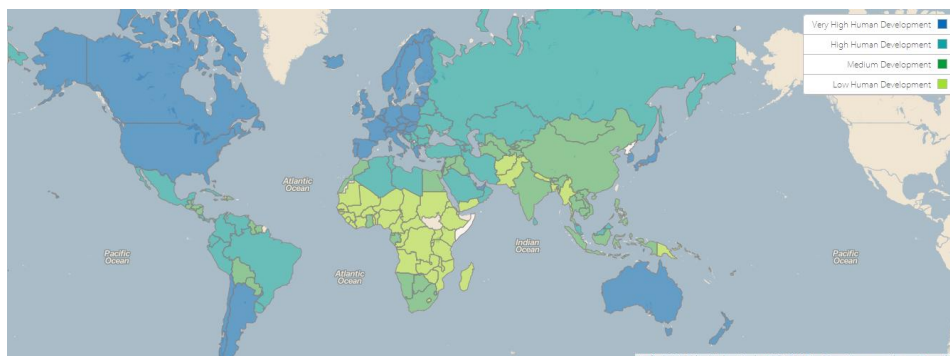 Very High Human Development
High Human Development
Medium Development
Low Human Development
Atlantic
Ocean
Pacific
Ocean
Atlantic
Ocean
Indian
Ocean
Pacific
Ocean